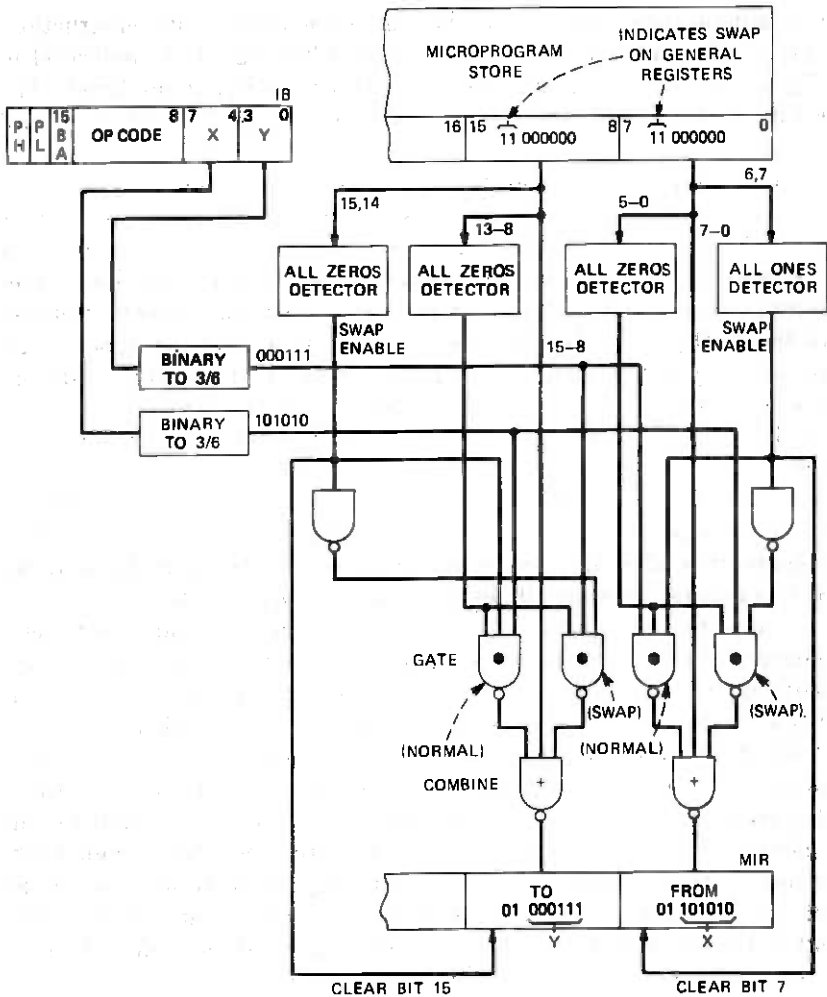 MICROPROGRAM
STORE
INDICATES SWAP
ON GENERAL
REGISTERS
IB
P
H
P
L
15
B
A
OP CODE
8
7
X
4
3
Y
0
16
15
11 000000
8
7
11 000000
0
15,14
13–8
5–0
7–0
6,7
ALL ZEROS
DETECTOR
ALL ZEROS
DETECTOR
ALL ZEROS
DETECTOR
ALL ONES
DETECTOR
SWAP
ENABLE
15–8
SWAP
ENABLE
BINARY
TO 3/6
000111
BINARY
TO 3/6
101010
GATE
(NORMAL)
(SWAP)
(NORMAL)
(SWAP)
COMBINE
+
+
MIR
TO
01 000111
Y
FROM
01 101010
X
CLEAR BIT 15
CLEAR BIT 7